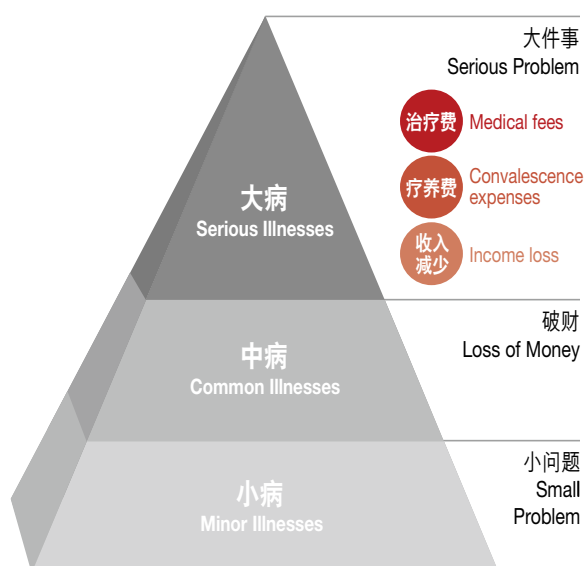 大件事
Serious Problem
治疗费
Medical fees
疗养费
Convalescence
expenses
收入
减少
Income loss
大病
Serious Illnesses
破财
Loss of Money
中病
Common Illnesses
小问题
Small
Problem
小病
Minor Illnesses